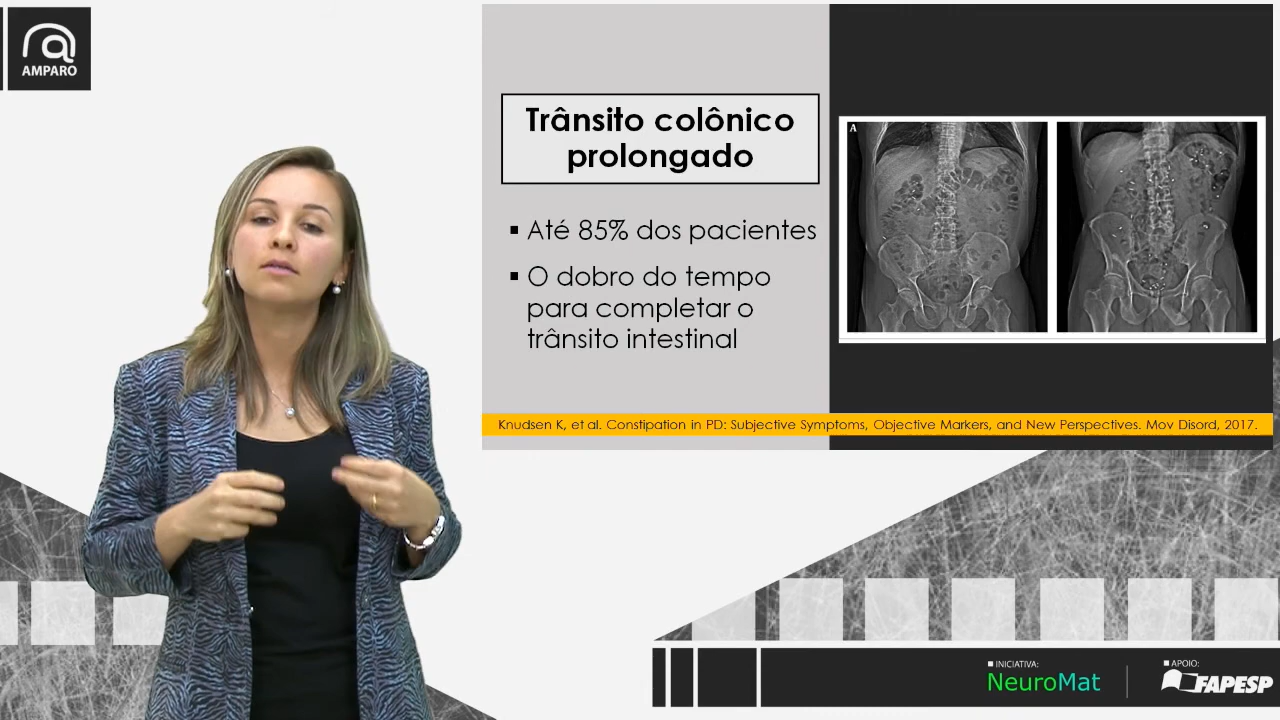 AMPARO
Trânsito colônico
prolongado
A
▪ Até 85% dos pacientes
▪ O dobro do tempo
para completar o
trânsito intestinal
Knudsen K, et al. Constipation in PD: Subjective Symptoms, Objective Markers, and New Perspectives. Mov Disord, 2017.
■ INICIATIVA:
NeuroMat
■ APOIO:
FAPESP